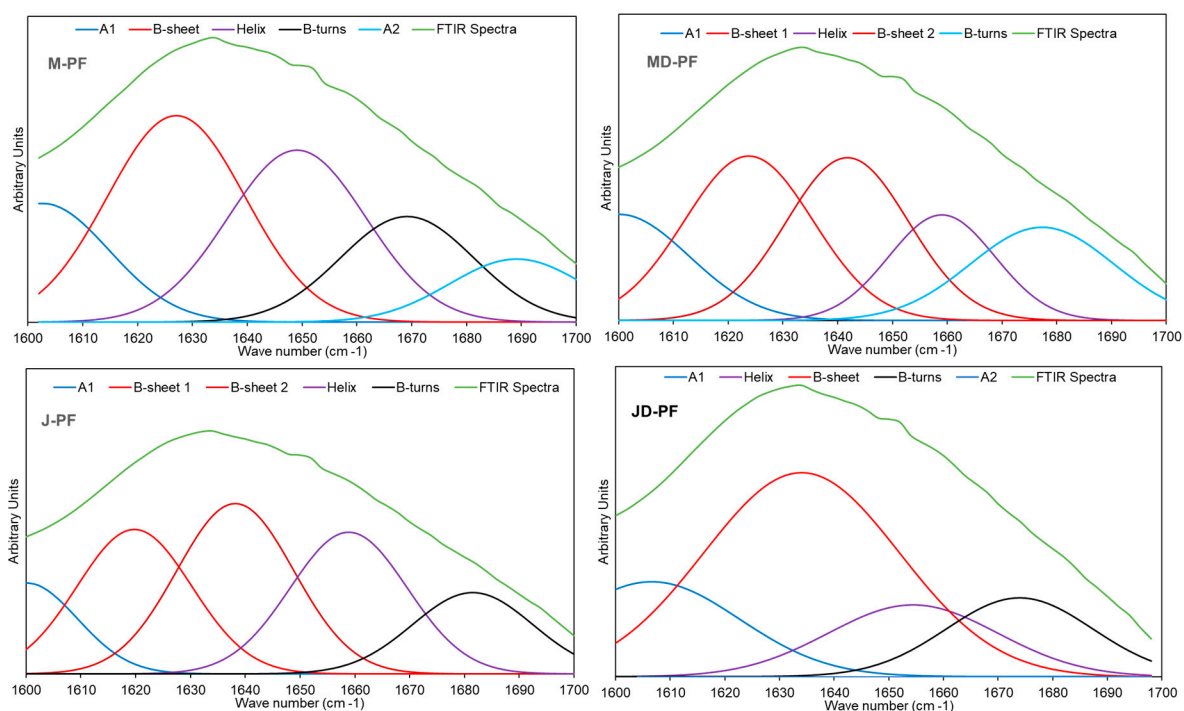 A1 B-sheet Helix B-turns A2 FTIR Spectra
M-PF
Arbitrary Units
1600 1610 1620 1630 1640 1650 1660 1670 1680 1690 1700
Wave number (cm -1)
A1 B-sheet 1 Helix B-sheet 2 B-turns FTIR Spectra
MD-PF
Arbitrary Units
1600 1610 1620 1630 1640 1650 1660 1670 1680 1690 1700
Wave number (cm -1)
A1 B-sheet 1 B-sheet 2 Helix B-turns FTIR Spectra
J-PF
Arbitrary Units
1600 1610 1620 1630 1640 1650 1660 1670 1680 1690 1700
Wave number (cm -1)
A1 Helix B-sheet B-turns A2 FTIR Spectra
JD-PF
Arbitrary Units
1600 1610 1620 1630 1640 1650 1660 1670 1680 1690 1700
Wave number (cm -1)